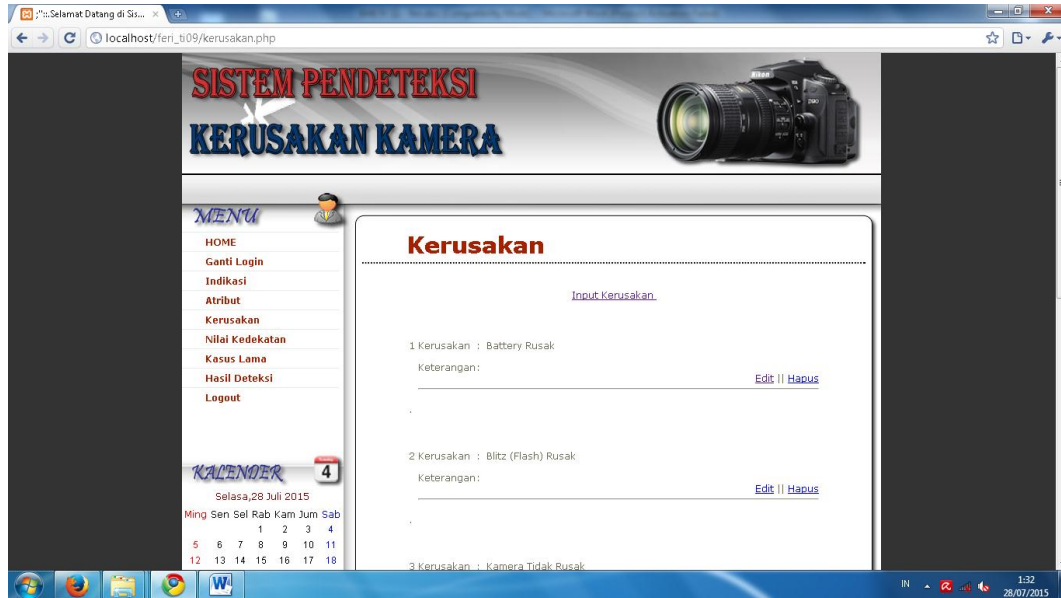 ;"::.Selamat Datang di Sis...
localhost/feri_ti09/kerusakan.php
SISTEM PENDETEKSI
KERUSAKAN KAMERA
Nikon
D90
MENU
HOME
Ganti Login
Indikasi
Atribut
Kerusakan
Nilai Kedekatan
Kasus Lama
Hasil Deteksi
Logout
KALENDER
4
Selasa,28 Juli 2015
Ming Sen Sel Rab Kam Jum Sab
1 2 3 4
5 6 7 8 9 10 11
12 13 14 15 16 17 18
Kerusakan
Input Kerusakan
1 Kerusakan : Battery Rusak
Keterangan:
Edit || Hapus
.
2 Kerusakan : Blitz (Flash) Rusak
Keterangan:
Edit || Hapus
.
3 Kerusakan : Kamera Tidak Rusak
IN
1:32
28/07/2015